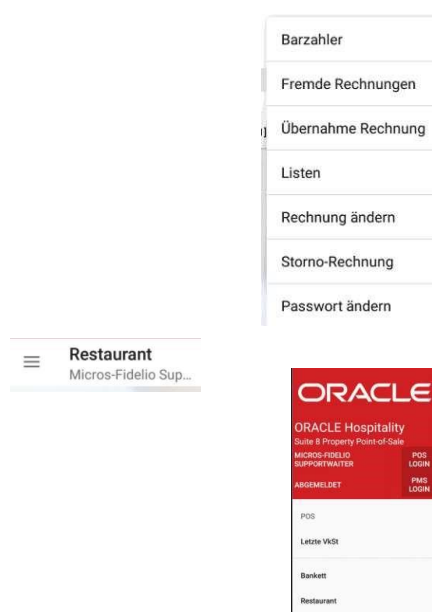 Barzahler
Fremde Rechnungen
Übernahme Rechnung
Listen
Rechnung ändern
Storno-Rechnung
Passwort ändern
Restaurant
Micros-Fidelio Sup...
ORACLE
ORACLE Hospitality
Suite 8 Property Point-of-Sale
MICROS-FIDELIO
SUPPORTWAITER
POS
LOGIN
ABGEMELDET
PMS
LOGIN
POS
Letzte VkSt
Bankett
Restaurant